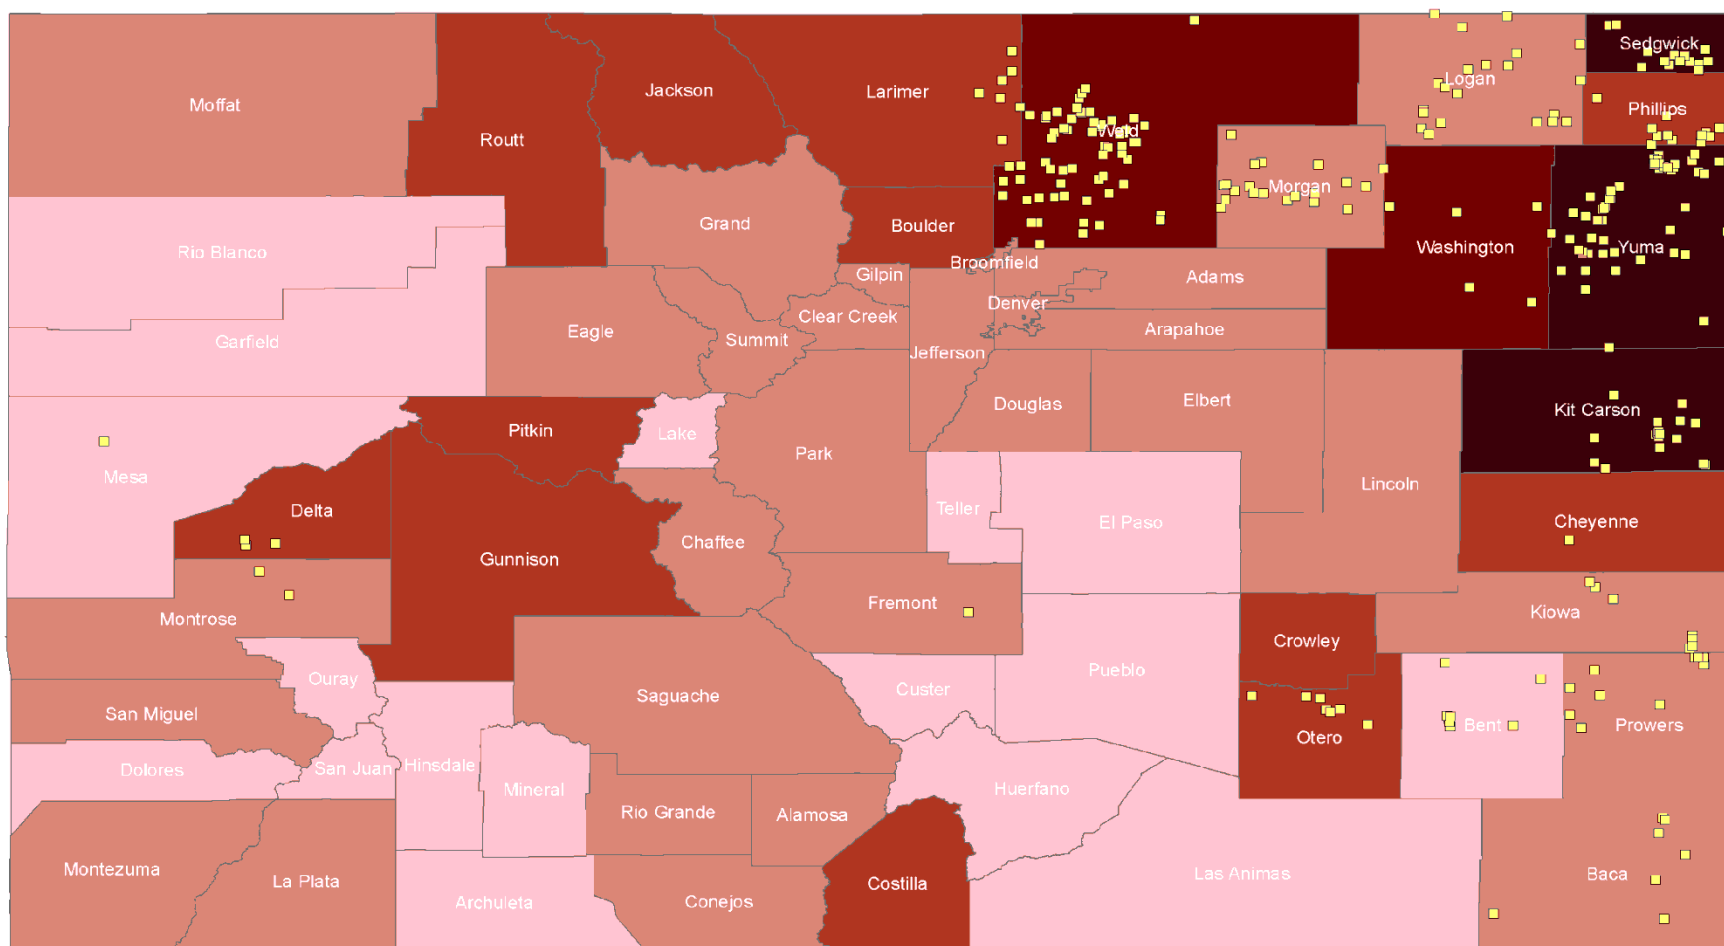 Sedgwick
Logan
Moffat
Jackson
Larimer
Phillips
Weld
Routt
Morgan
Grand
Boulder
Washington
Yuma
Rio Blanco
Broomfield
Gilpin
Adams
Denver
Clear Creek
Arapahoe
Eagle
Summit
Garfield
Jefferson
Douglas
Elbert
Kit Carson
Pitkin
Lake
Park
Mesa
Lincoln
Delta
Teller
El Paso
Cheyenne
Chaffee
Gunnison
Fremont
Kiowa
Montrose
Crowley
Ouray
Pueblo
Custer
Saguache
San Miguel
Bent
Prowers
Otero
Dolores
San Juan
Hinsdale
Mineral
Huerfano
Rio Grande
Alamosa
Montezuma
La Plata
Costilla
Las Animas
Baca
Archuleta
Conejos